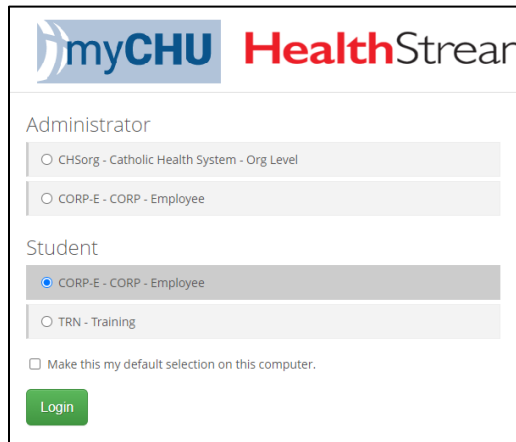 myCHU HealthStrear
Administrator
CHSorg - Catholic Health System - Org Level
CORP-E - CORP - Employee
Student
CORP-E - CORP - Employee
TRN - Training
Make this my default selection on this computer.
Login